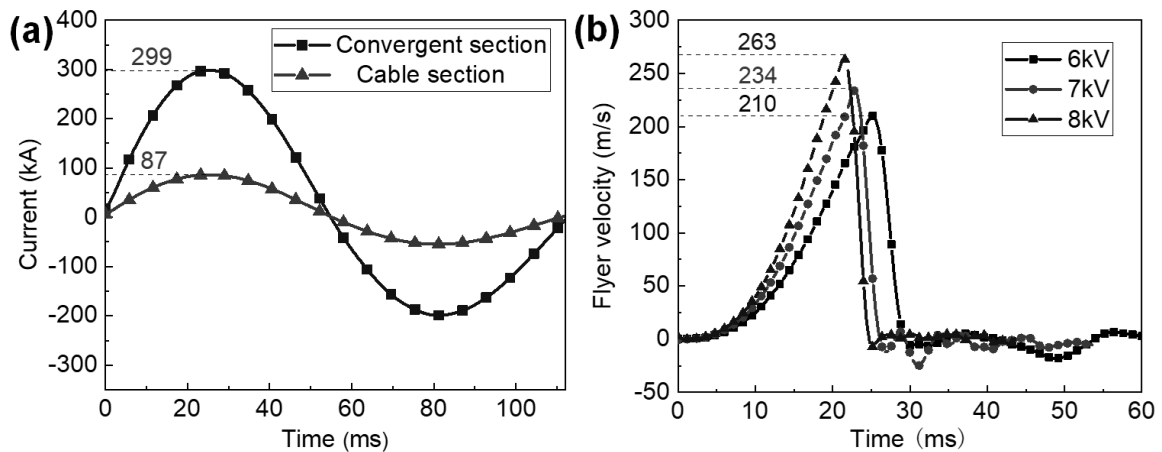 (a)
400
300
200
100
0
-100
-200
-300
Current (kA)
299
87
Convergent section
Cable section
0 20 40 60 80 100
Time (ms)
(b)
300
250
200
150
100
50
0
-50
Flyer velocity (m/s)
263
234
210
6kV
7kV
8kV
0 10 20 30 40 50 60
Time （ms）